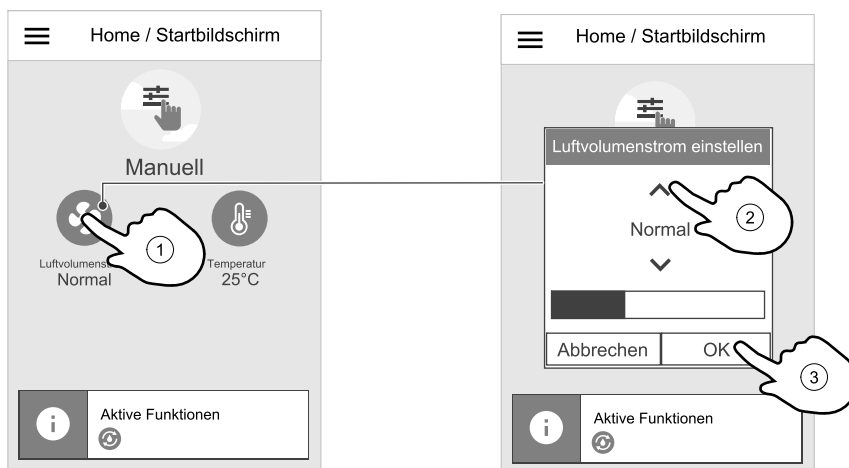 Home / Startbildschirm
Manuell
1
Luftvolumenst
Normal
Temperatur
25°C
i
Aktive Funktionen
Home / Startbildschirm
Luftvolumenstrom einstellen
2
Normal
Abbrechen
OK
3
i
Aktive Funktionen